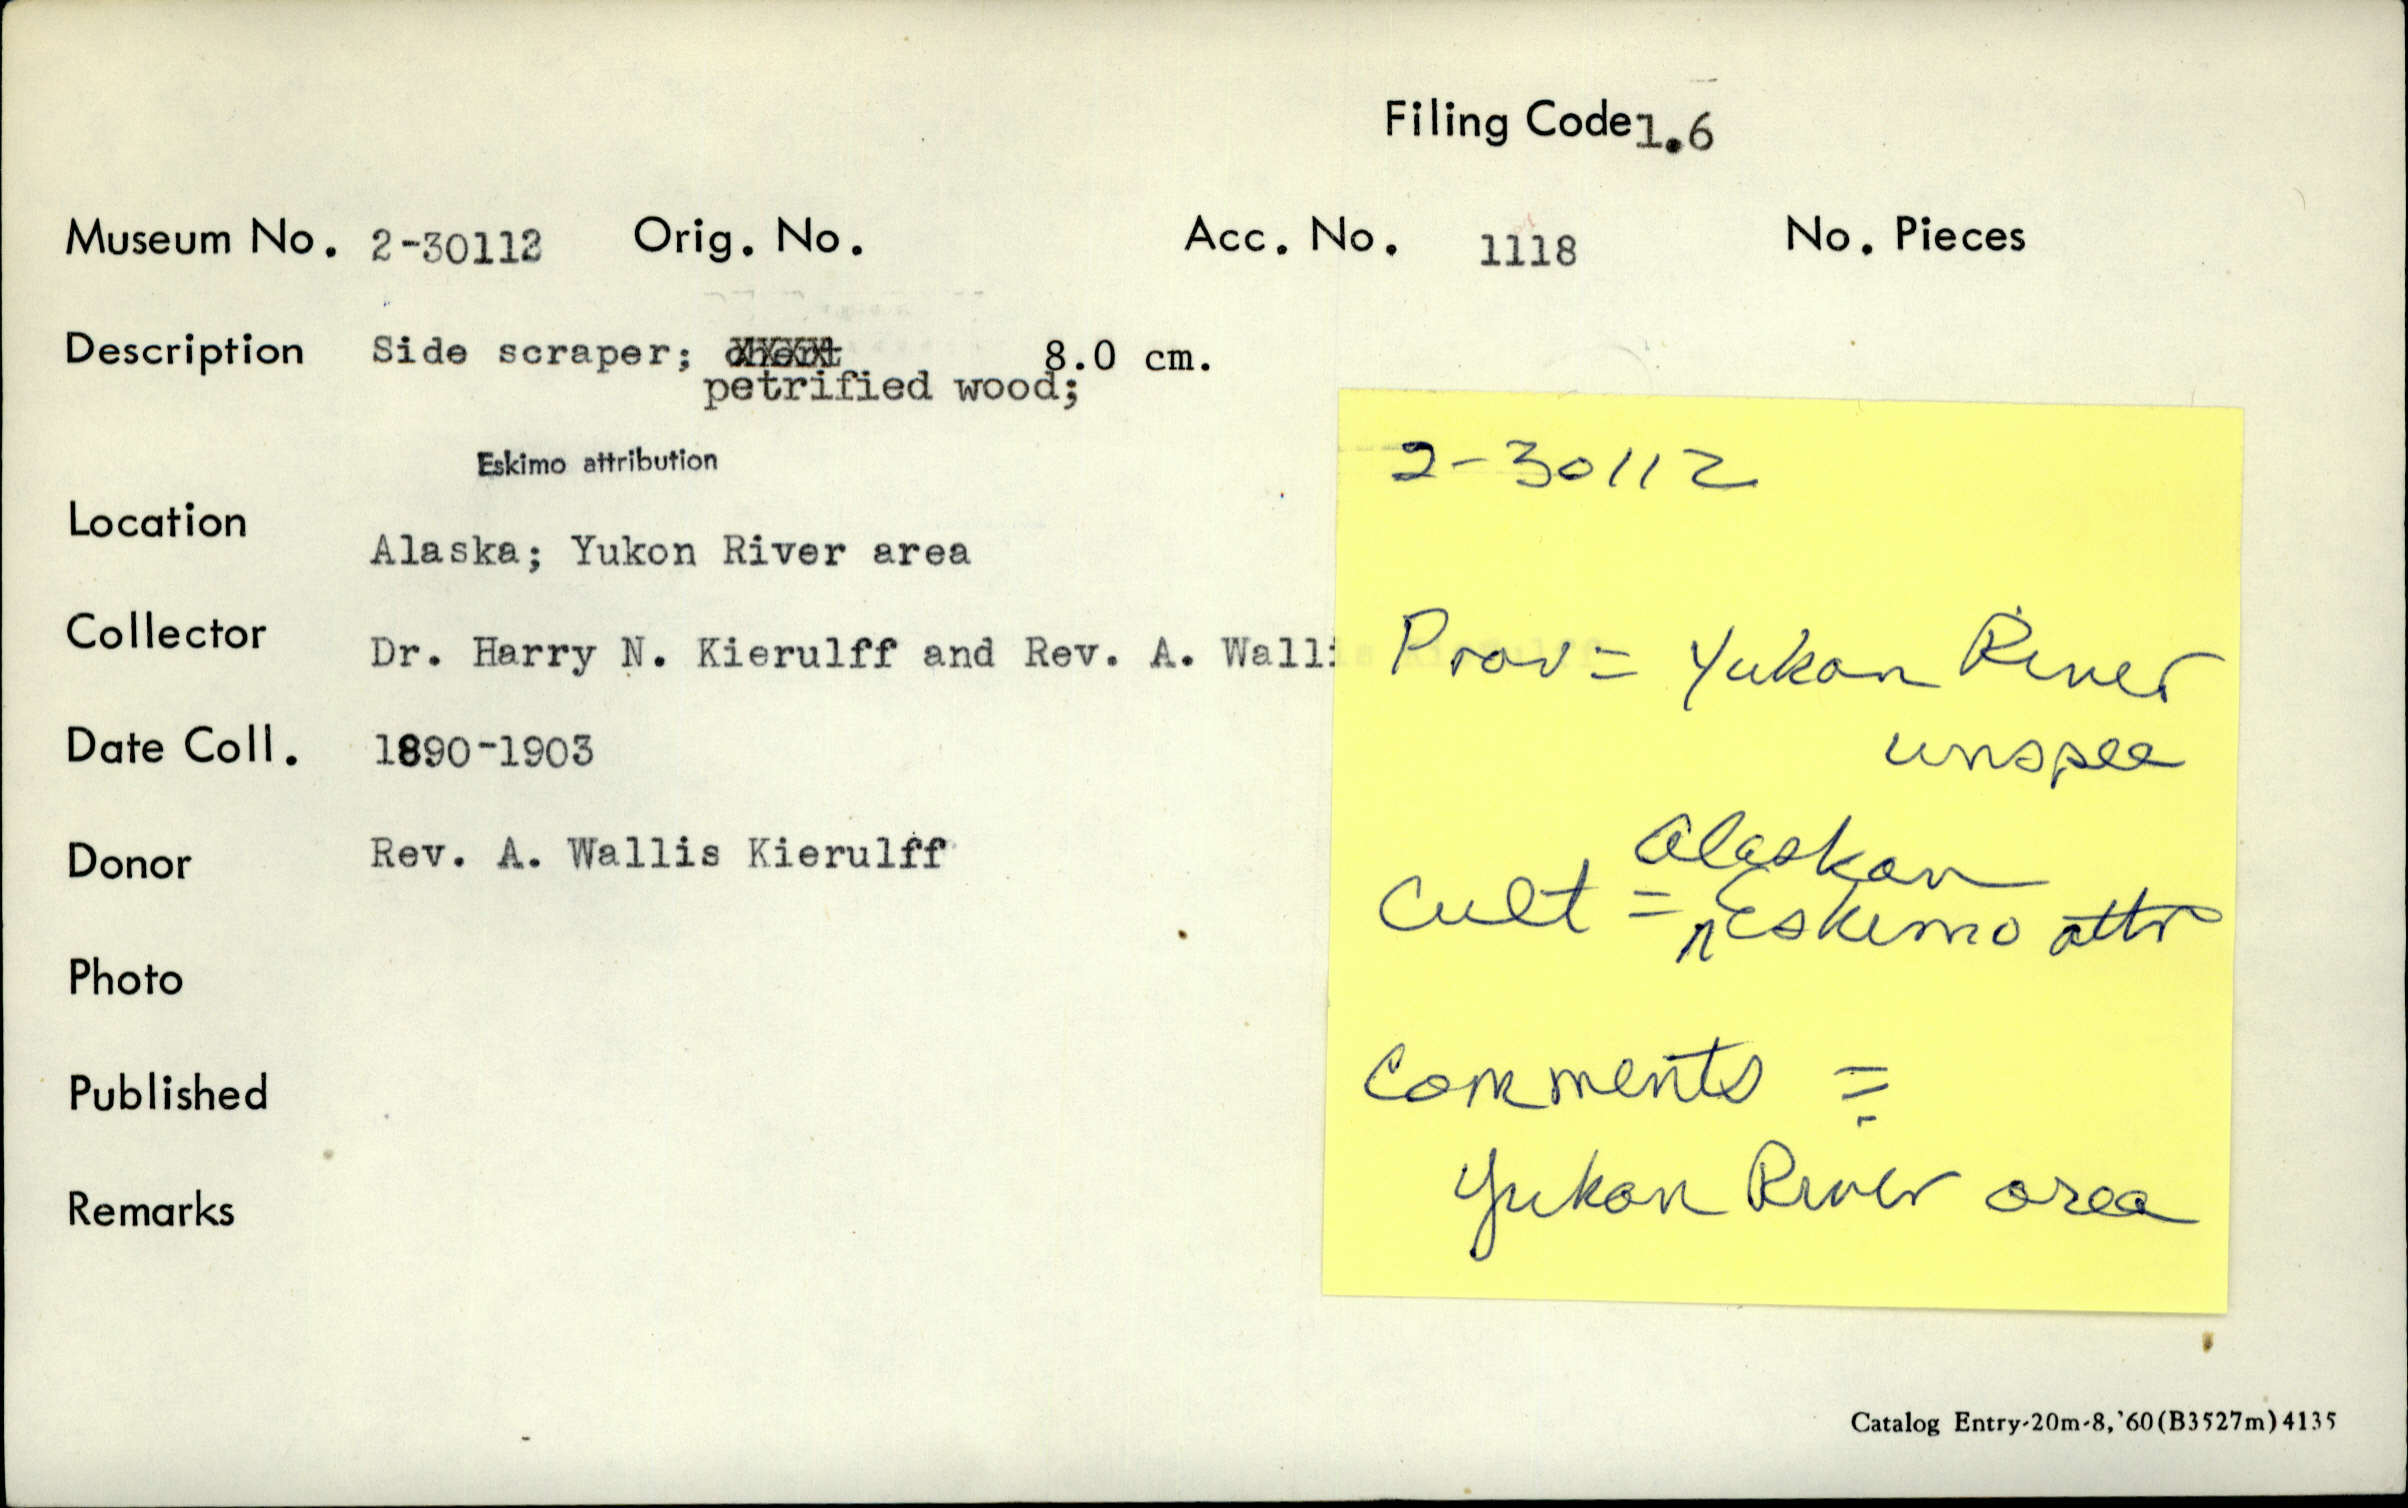 Filing Code 1.6
Museum No. 2-30112 Orig. No. Acc. No. 1118 No. Pieces
Description Side scraper; chert 8.0 cm.
petrified wood;
Eskimo attribution
Location
Alaska; Yukon River area
Collector Dr. Harry N. Kierulff and Rev. A. Wallis Kierulff
Date Coll. 1890-1903
Donor Rev. A. Wallis Kierulff
Photo
Published
Remarks
2-30112
Prov = Yukon River
unspec
Alaskan
Cult = ^Eskimo attr
Comments =
Yukon River area
Catalog Entry-20m-8,'60(B3527m)4135